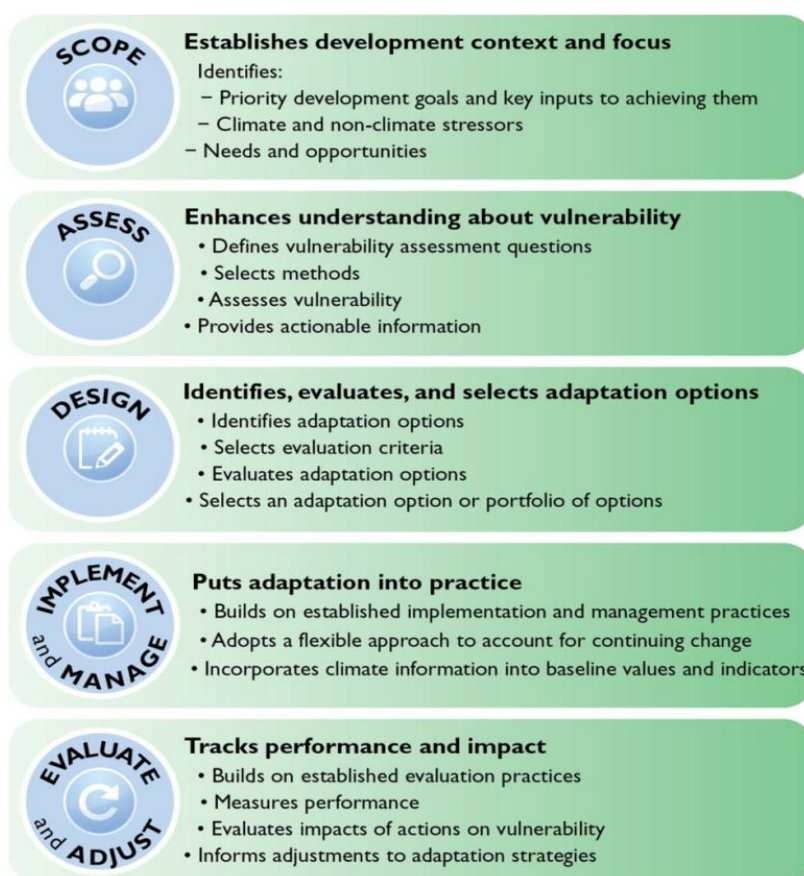 SCOPE
Establishes development context and focus
Identifies:
– Priority development goals and key inputs to achieving them
– Climate and non-climate stressors
– Needs and opportunities
ASSESS
Enhances understanding about vulnerability
• Defines vulnerability assessment questions
• Selects methods
• Assesses vulnerability
• Provides actionable information
DESIGN
Identifies, evaluates, and selects adaptation options
• Identifies adaptation options
• Selects evaluation criteria
• Evaluates adaptation options
• Selects an adaptation option or portfolio of options
IMPLEMENT
and MANAGE
Puts adaptation into practice
• Builds on established implementation and management practices
• Adopts a flexible approach to account for continuing change
• Incorporates climate information into baseline values and indicators
EVALUATE
and ADJUST
Tracks performance and impact
• Builds on established evaluation practices
• Measures performance
• Evaluates impacts of actions on vulnerability
• Informs adjustments to adaptation strategies